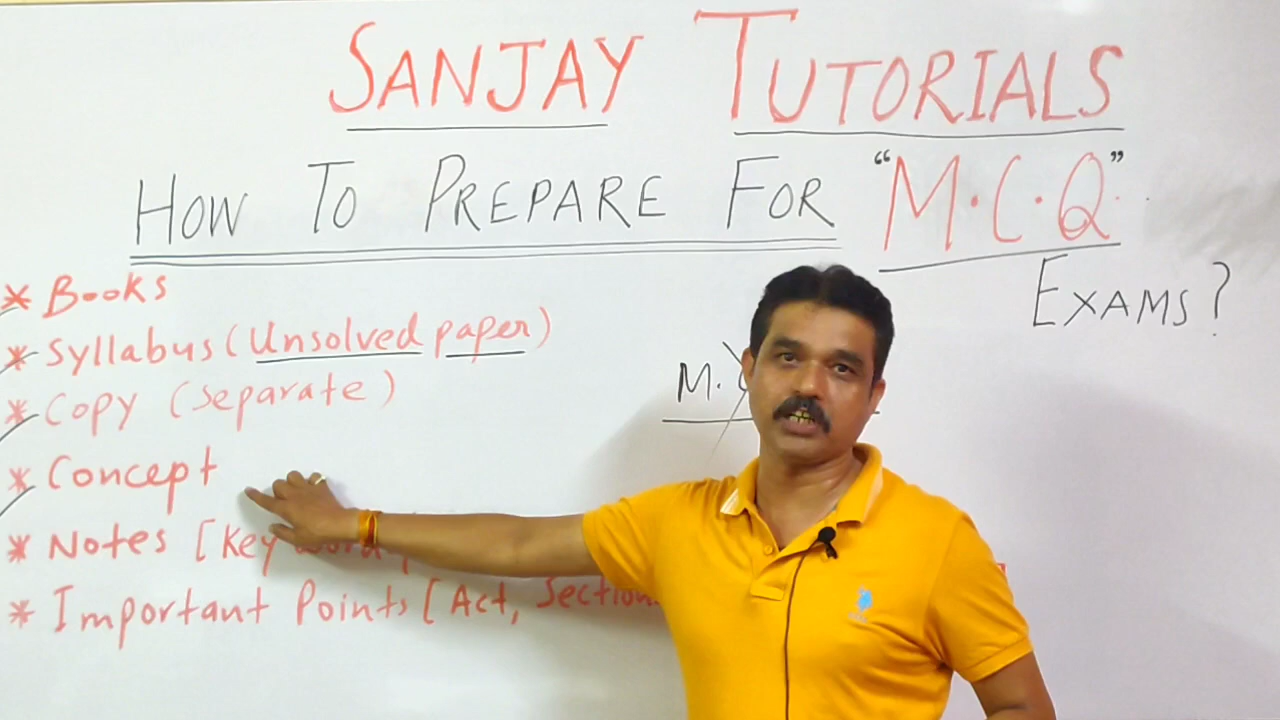 SANJAY TUTORIALS
HOW TO PREPARE FOR "M.C.Q"
EXAMS?
* Books
* Syllabus (Unsolved paper)
M.
* Copy (Separate)
* Concept
* Notes [Key
* Important Points [Act, Section